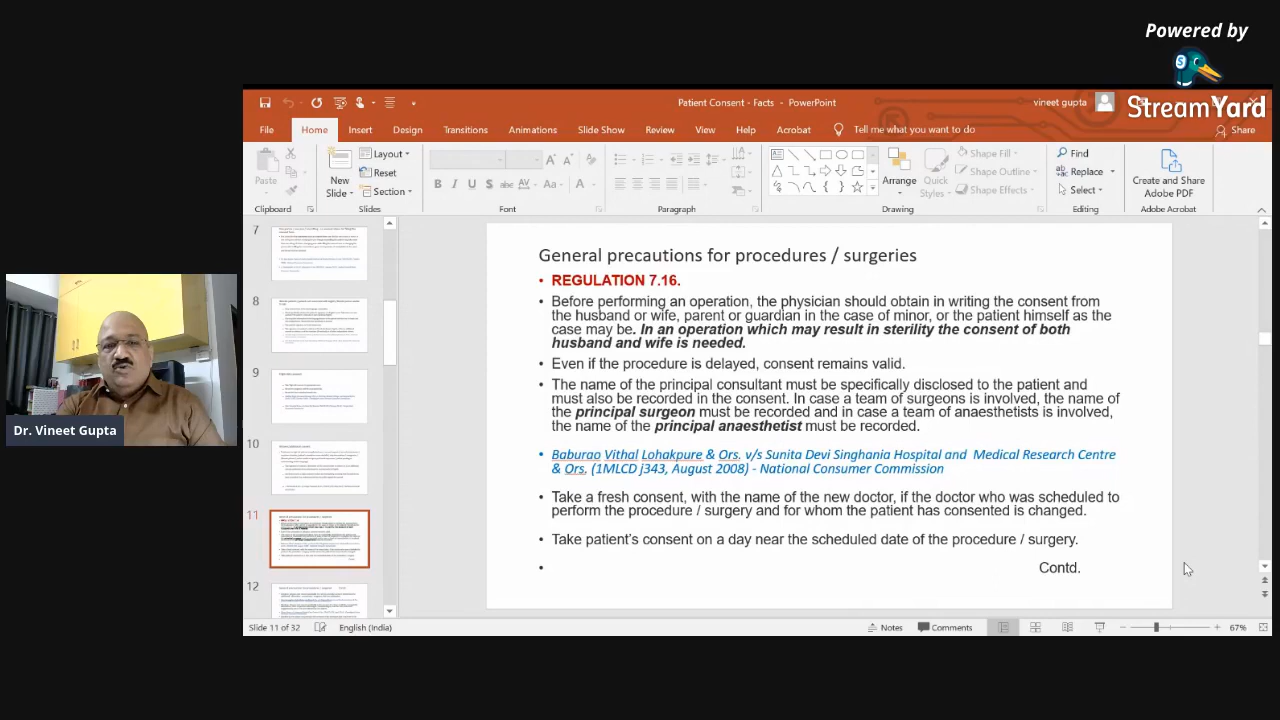 Powered by
StreamYard
Patient Consent - Facts - PowerPoint
vineet gupta
File
Home
Insert
Design
Transitions
Animations
Slide Show
Review
View
Help
Acrobat
Tell me what you want to do
Share
Paste
New
Slide
Layout
Reset
Section
Find
Replace
Select
Arrange
Quick
Styles
Shape Fill
Shape Outline
Shape Effects
Create and Share
Adobe PDF
Clipboard
Slides
Font
Paragraph
Drawing
Editing
Adobe Acrobat
7
8
9
10
11
12
General precautions for procedures / surgeries
• REGULATION 7.16.
• Before performing an operation, the physician should obtain in writing the consent from
the husband or wife, parent or guardian in the case of minor, or the patient himself as the
case may be. In an operation which may result in sterility the consent of both
husband and wife is needed.
• Even if the procedure is delayed, consent remains valid.
• The name of the principal consultant must be specifically disclosed to the patient and
must also be recorded in the consent. In case a team of surgeons is involved, the name of
the principal surgeon must be recorded and in case a team of anaesthetists is involved,
the name of the principal anaesthetist must be recorded.
• Vithal Lohakpure & Anr. v. Smt. Devi Singhania Hospital and Medical Research Centre
(1MLCD j343) August 2008 National Consumer Commission
• Take a fresh consent, with the name of the new doctor, if the doctor who was scheduled to
perform the procedure / surgery and for whom the patient has consented is changed.
• Take patient's consent on and near the scheduled date of the procedure / surgery.
• Contd.
Dr. Vineet Gupta
Slide 11 of 32
English (India)
Notes
Comments
67%